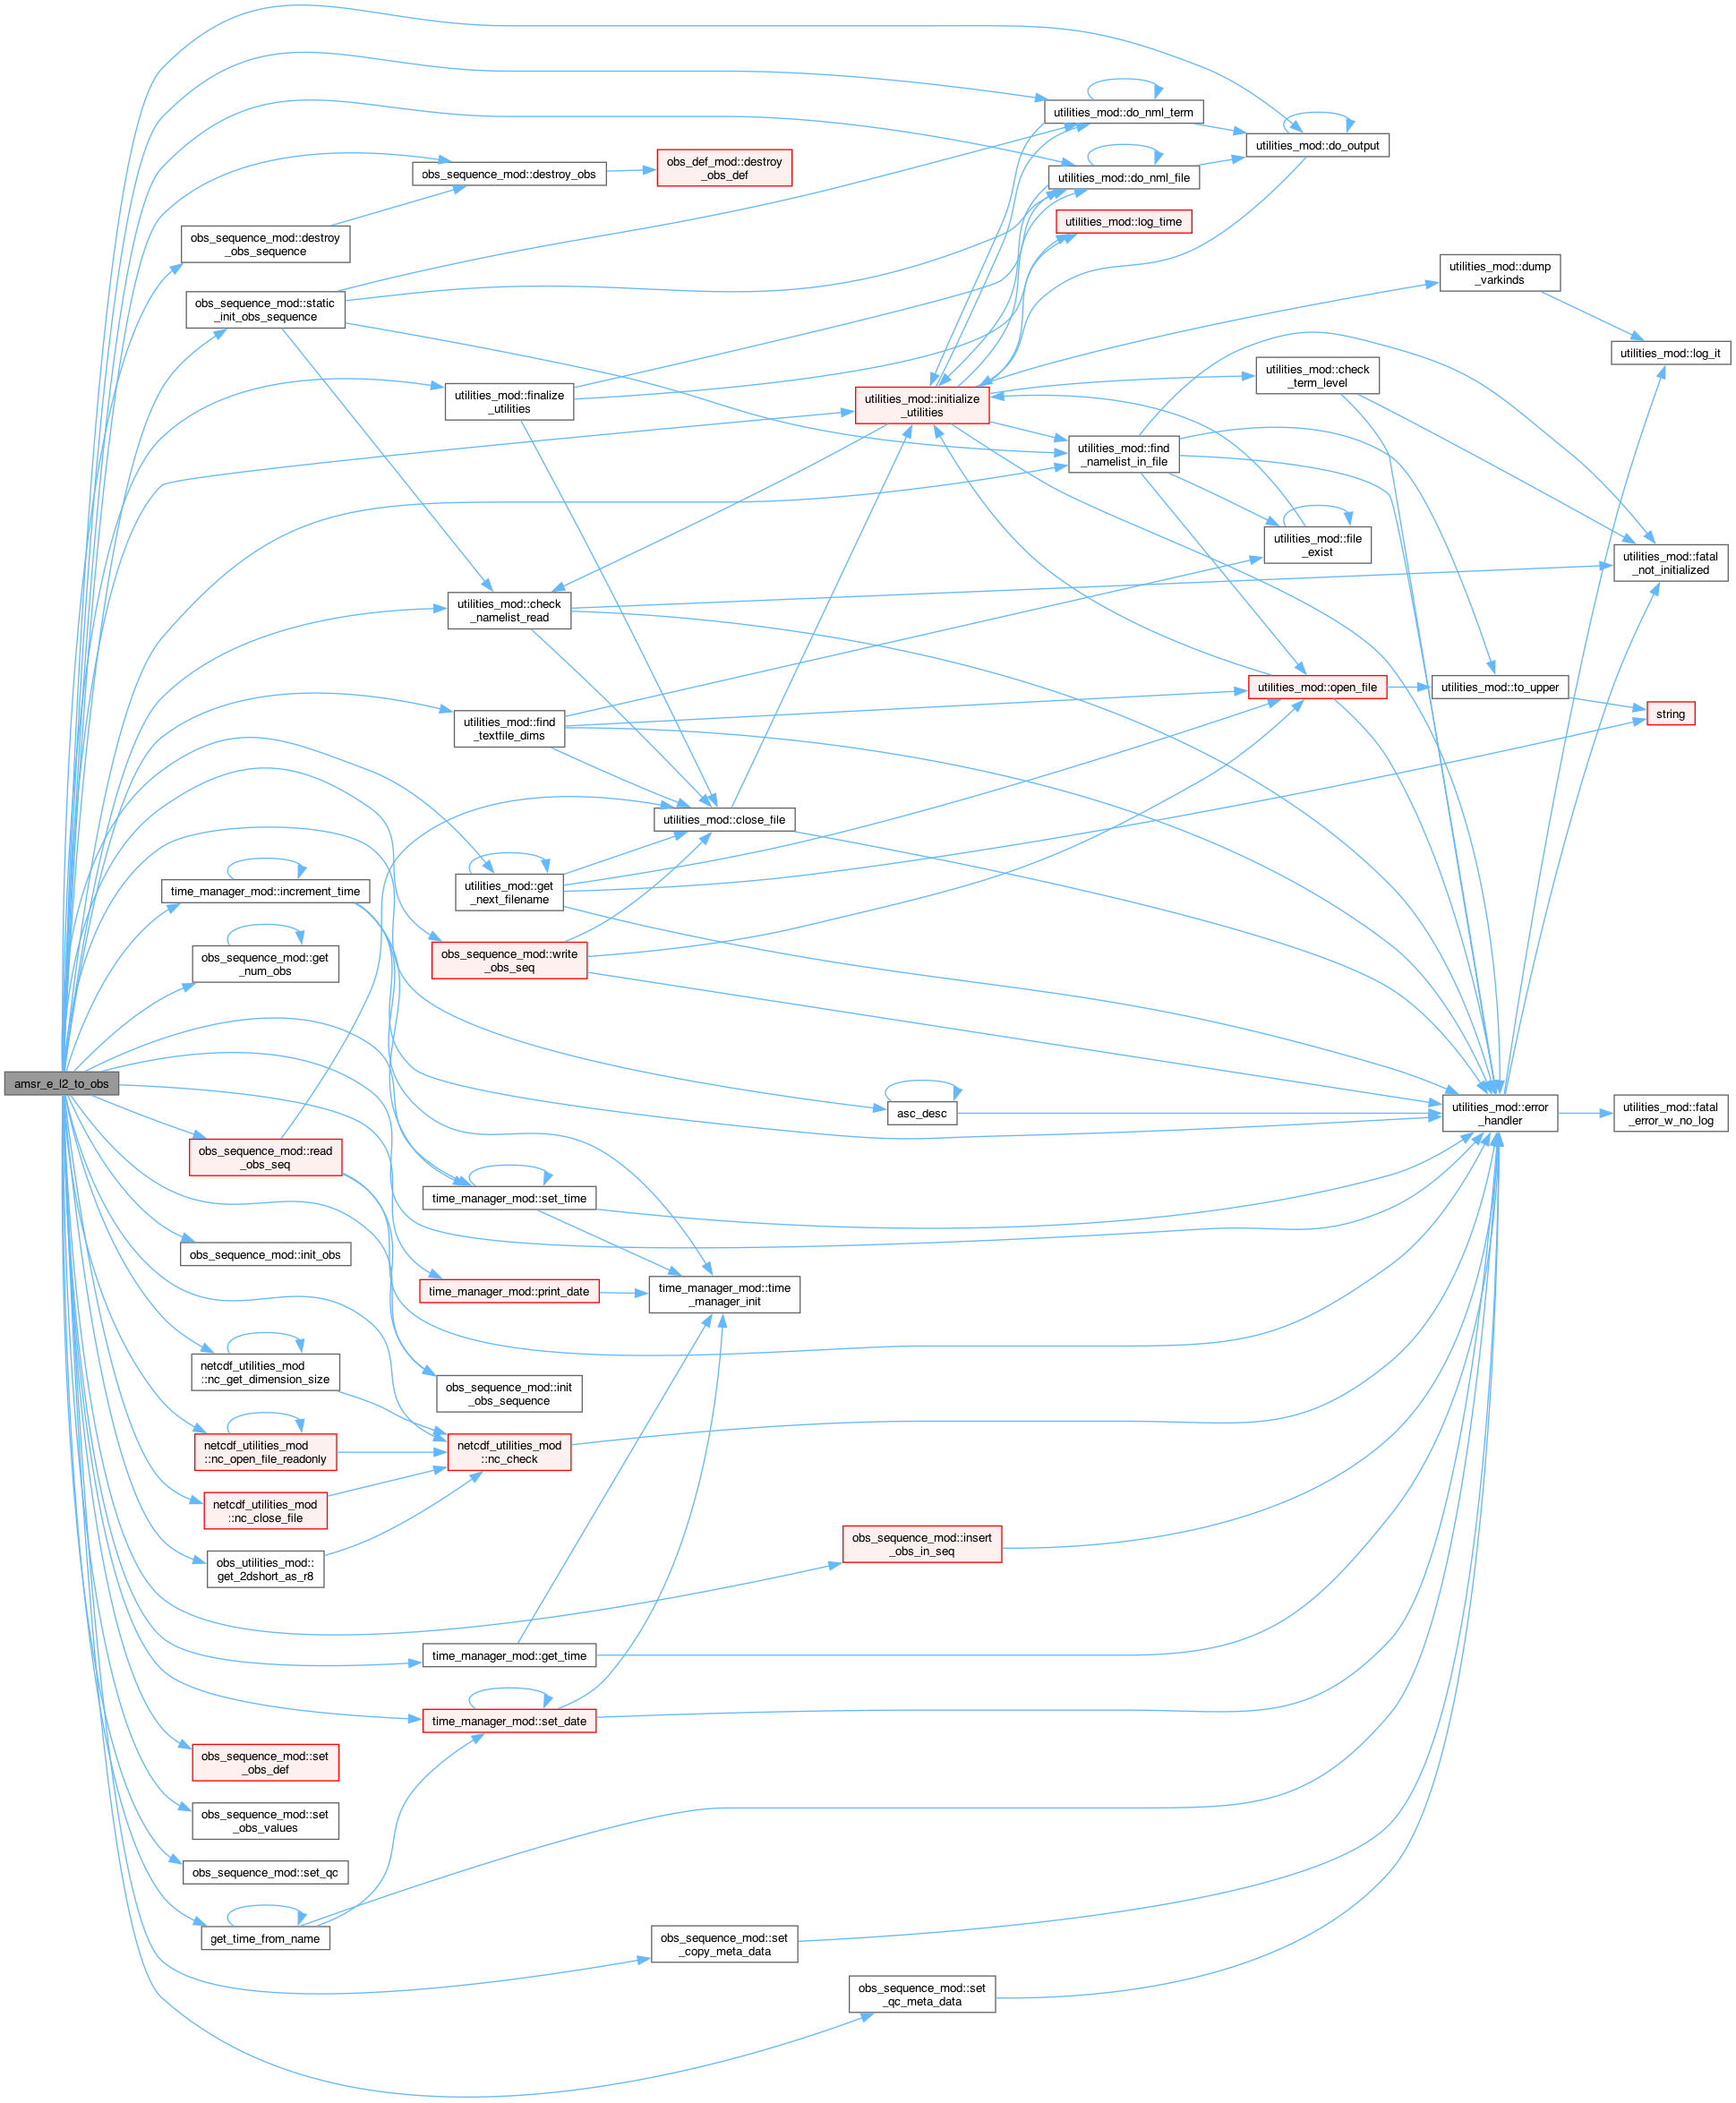 amsr_e_l2_to_obs
utilities_mod::do_nml_term
utilities_mod::do_output
obs_sequence_mod::destroy_obs
obs_def_mod::destroy
_obs_def
utilities_mod::do_nml_file
utilities_mod::log_time
obs_sequence_mod::destroy
_obs_sequence
utilities_mod::dump
_varkinds
obs_sequence_mod::static
_init_obs_sequence
utilities_mod::log_it
utilities_mod::check
_term_level
utilities_mod::finalize
_utilities
utilities_mod::initialize
_utilities
utilities_mod::find
_namelist_in_file
utilities_mod::file
_exist
utilities_mod::fatal
_not_initialized
utilities_mod::check
_namelist_read
utilities_mod::open_file
utilities_mod::to_upper
string
utilities_mod::find
_textfile_dims
utilities_mod::close_file
time_manager_mod::increment_time
utilities_mod::get
_next_filename
obs_sequence_mod::get
_num_obs
obs_sequence_mod::write
_obs_seq
asc_desc
utilities_mod::error
_handler
utilities_mod::fatal
_error_w_no_log
obs_sequence_mod::read
_obs_seq
time_manager_mod::set_time
obs_sequence_mod::init_obs
time_manager_mod::print_date
time_manager_mod::time
_manager_init
netcdf_utilities_mod
::nc_get_dimension_size
obs_sequence_mod::init
_obs_sequence
netcdf_utilities_mod
::nc_open_file_readonly
netcdf_utilities_mod
::nc_check
netcdf_utilities_mod
::nc_close_file
obs_utilities_mod::
get_2dshort_as_r8
obs_sequence_mod::insert
_obs_in_seq
time_manager_mod::get_time
time_manager_mod::set_date
obs_sequence_mod::set
_obs_def
obs_sequence_mod::set
_obs_values
obs_sequence_mod::set_qc
get_time_from_name
obs_sequence_mod::set
_copy_meta_data
obs_sequence_mod::set
_qc_meta_data